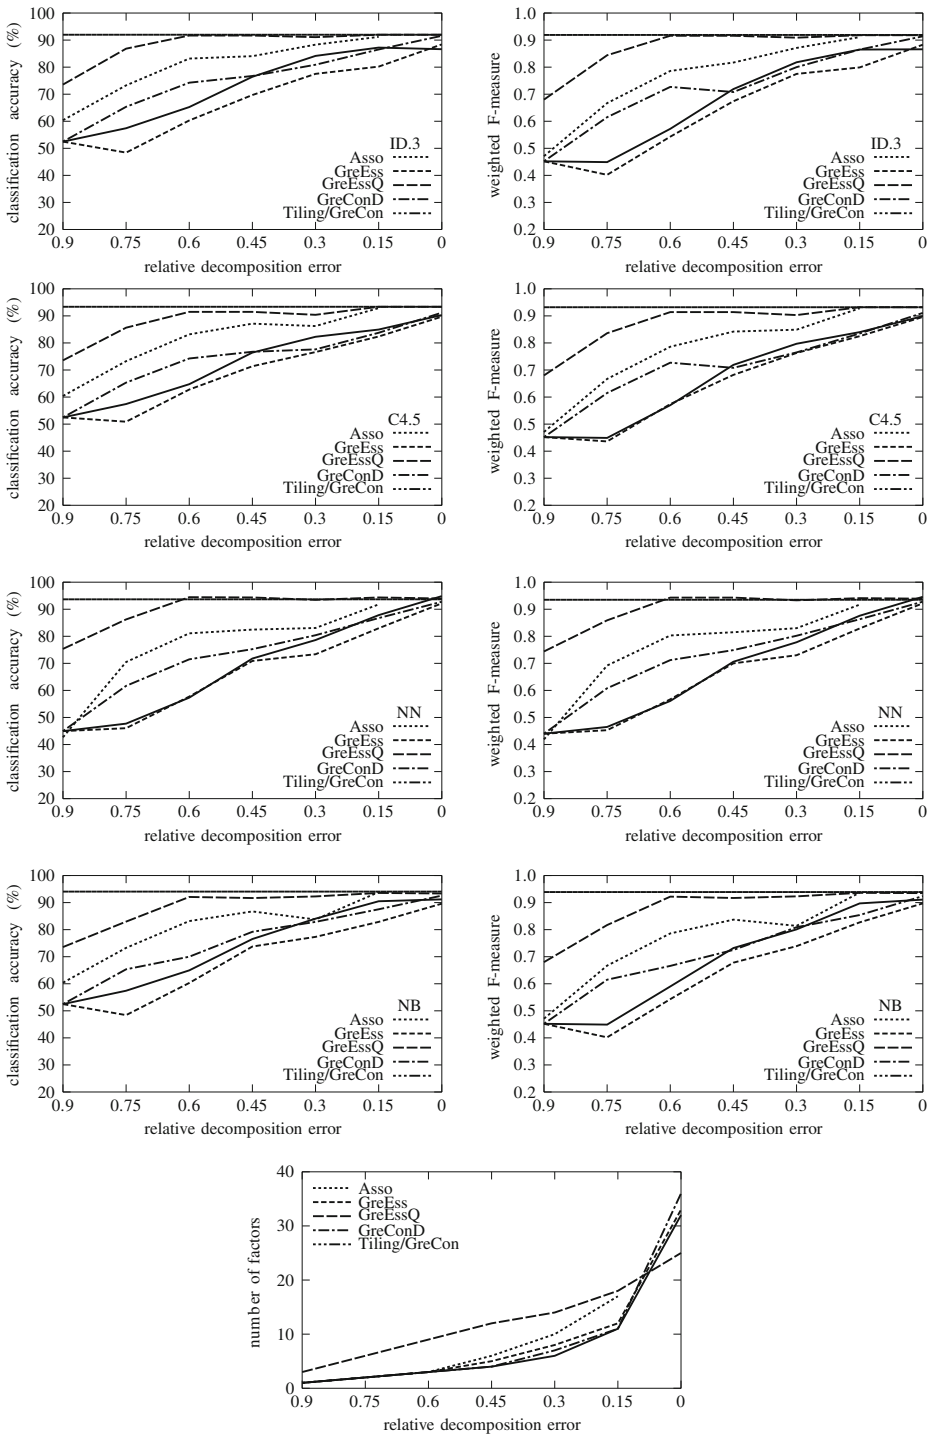 classification accuracy (%)
100
90
80
70
60
50
40
30
20
ID.3
Asso
GreEss
GreEssQ
GreConD
Tiling/GreCon
0.9 0.75 0.6 0.45 0.3 0.15 0
relative decomposition error
weighted F-measure
1.0
0.9
0.8
0.7
0.6
0.5
0.4
0.3
0.2
ID.3
Asso
GreEss
GreEssQ
GreConD
Tiling/GreCon
0.9 0.75 0.6 0.45 0.3 0.15 0
relative decomposition error
classification accuracy (%)
100
90
80
70
60
50
40
30
20
C4.5
Asso
GreEss
GreEssQ
GreConD
Tiling/GreCon
0.9 0.75 0.6 0.45 0.3 0.15 0
relative decomposition error
weighted F-measure
1.0
0.9
0.8
0.7
0.6
0.5
0.4
0.3
0.2
C4.5
Asso
GreEss
GreEssQ
GreConD
Tiling/GreCon
0.9 0.75 0.6 0.45 0.3 0.15 0
relative decomposition error
classification accuracy (%)
100
90
80
70
60
50
40
30
20
NN
Asso
GreEss
GreEssQ
GreConD
Tiling/GreCon
0.9 0.75 0.6 0.45 0.3 0.15 0
relative decomposition error
weighted F-measure
1.0
0.9
0.8
0.7
0.6
0.5
0.4
0.3
0.2
NN
Asso
GreEss
GreEssQ
GreConD
Tiling/GreCon
0.9 0.75 0.6 0.45 0.3 0.15 0
relative decomposition error
classification accuracy (%)
100
90
80
70
60
50
40
30
20
NB
Asso
GreEss
GreEssQ
GreConD
Tiling/GreCon
0.9 0.75 0.6 0.45 0.3 0.15 0
relative decomposition error
weighted F-measure
1.0
0.9
0.8
0.7
0.6
0.5
0.4
0.3
0.2
NB
Asso
GreEss
GreEssQ
GreConD
Tiling/GreCon
0.9 0.75 0.6 0.45 0.3 0.15 0
relative decomposition error
number of factors
40
30
20
10
0
Asso
GreEss
GreEssQ
GreConD
Tiling/GreCon
0.9 0.75 0.6 0.45 0.3 0.15 0
relative decomposition error